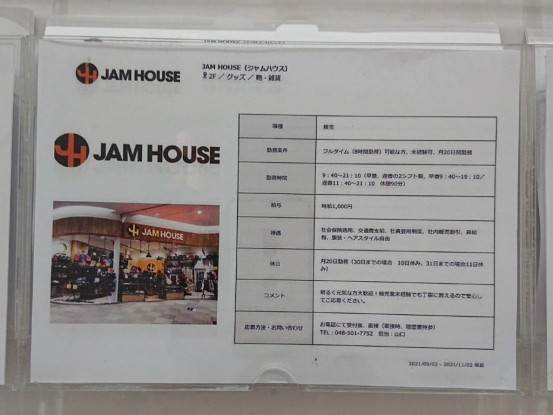 JAM HOUSE
JAM HOUSE (ジャムハウス)
2F / グッズ / 鞄・雑貨
JAM HOUSE
JAM HOUSE
職種 販売
勤務条件 フルタイム(8時間勤務)可能な方、未経験可、月20日間勤務
勤務時間 9:40~21:10(早番、遅番の2シフト制、早番9:40~19:10/
遅番11:40~21:10 休憩90分)
給与 時給1,000円
待遇 社会保険適用、交通費支給、社員登用制度、社内販売割引、昇給
有、服装・ヘアスタイル自由
休日 月20日勤務(30日までの場合 10日休み、31日までの場合11日休
み)
コメント 明るく元気な方大歓迎!販売業未経験でも丁寧に教えるので安心し
てご応募ください。
応募方法・お問い合わせ お電話にて受付後、面接(面接時、履歴書持参)
TEL:048-501-7752 担当:山口
2021/09/02 ~ 2021/11/02 掲載